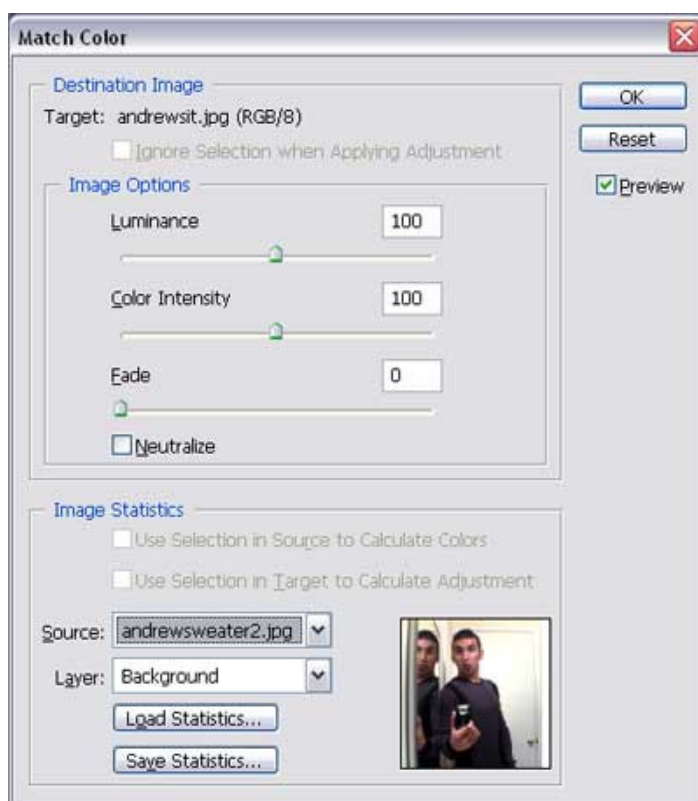 Match Color
Destination Image
OK
Target: andrewsit.jpg (RGB/8)
Ignore Selection when Applying Adjustment
Reset
Image Options
Preview
Luminance 100
Color Intensity 100
Fade 0
Neutralize
Image Statistics
Use Selection in Source to Calculate Colors
Use Selection in Target to Calculate Adjustment
Source: andrewsweater2.jpg
Layer: Background
Load Statistics...
Save Statistics...